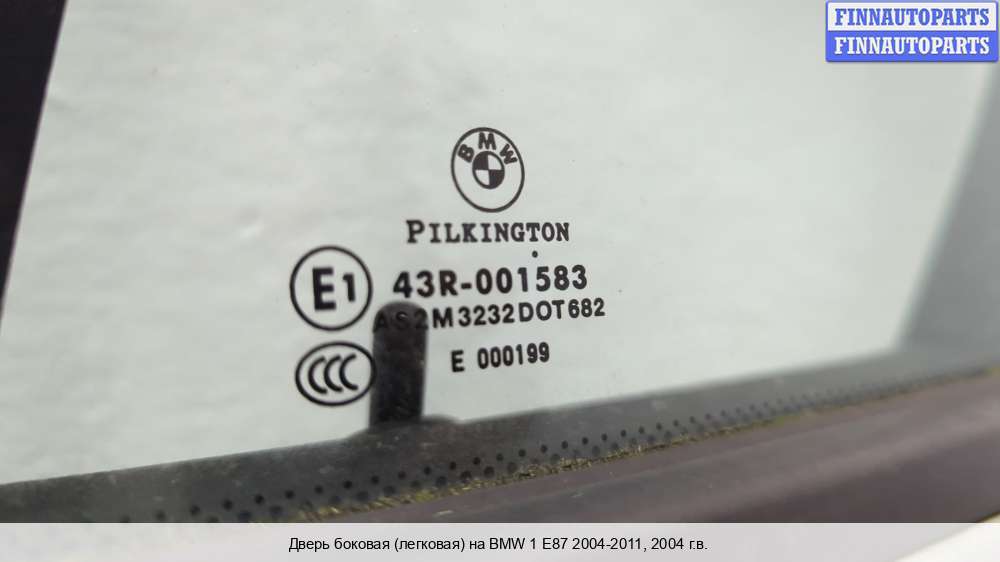 FINNAUTOPARTS
FINNAUTOPARTS
BMW
PILKINGTON
E1 43R-001583
AS2M3232DOT682
CCC E 000199
Дверь боковая (легковая) на BMW 1 E87 2004-2011, 2004 г.в.